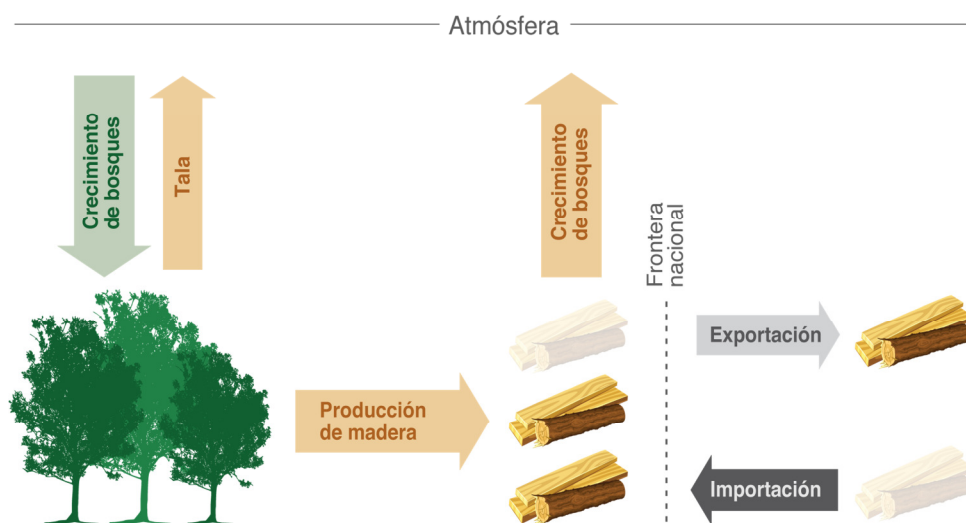 Atmósfera
Crecimiento
de bosques
Tala
Crecimiento
de bosques
Frontera
nacional
Exportación
Producción
de madera
Importación